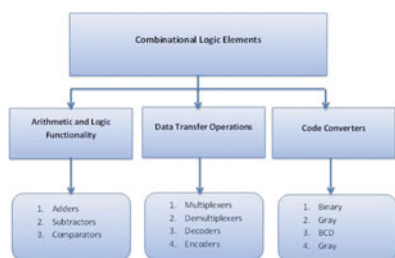 Combinational Logic Elements
Arithmetic and Logic
Functionality
Data Transfer Operations
Code Converters
1. Adders
2. Subtractors
3. Comparators
1. Multiplexers
2. Demultiplexers
3. Decoders
4. Encoders
1. Binary
2. Gray
3. BCD
4. Gray